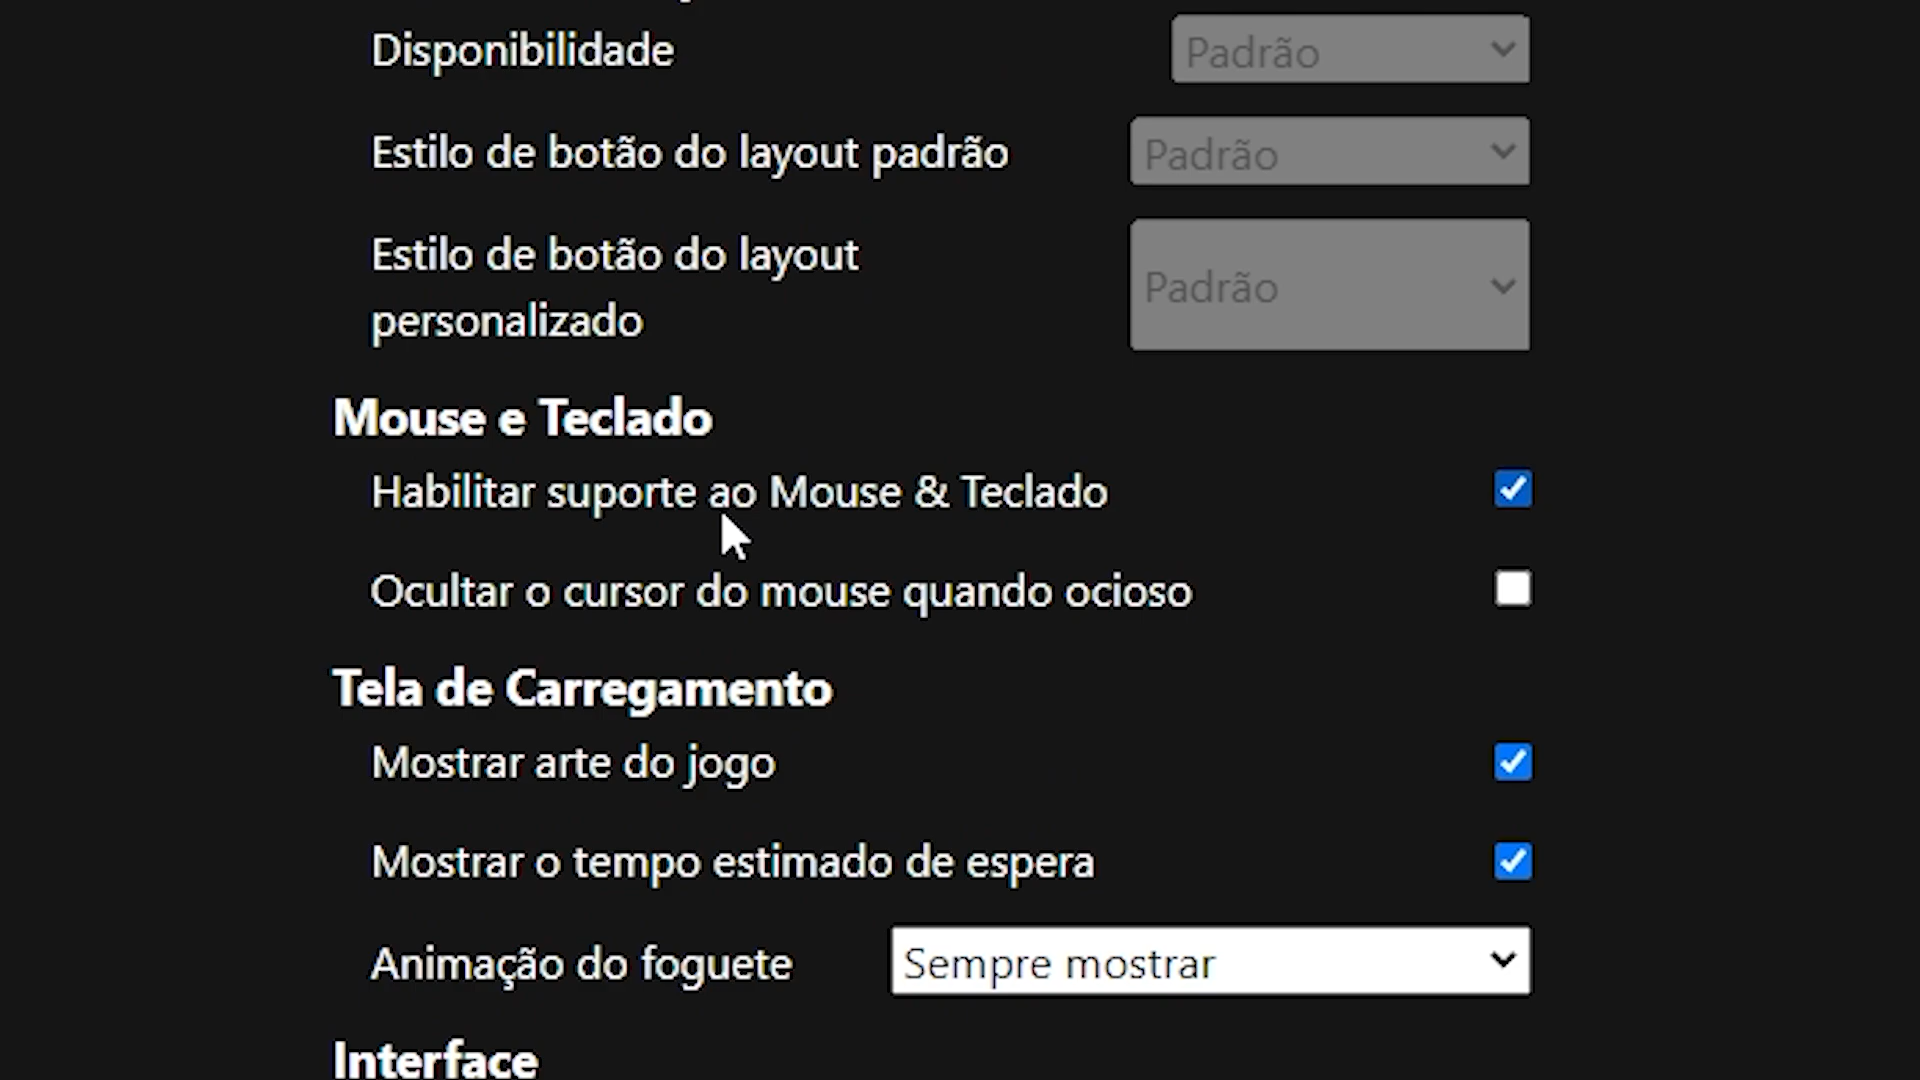 Disponibilidade
Padrão
Estilo de botão do layout padrão
Padrão
Estilo de botão do layout
personalizado
Padrão
Mouse e Teclado
Habilitar suporte ao Mouse & Teclado
Ocultar o cursor do mouse quando ocioso
Tela de Carregamento
Mostrar arte do jogo
Mostrar o tempo estimado de espera
Animação do foguete
Sempre mostrar
Interface